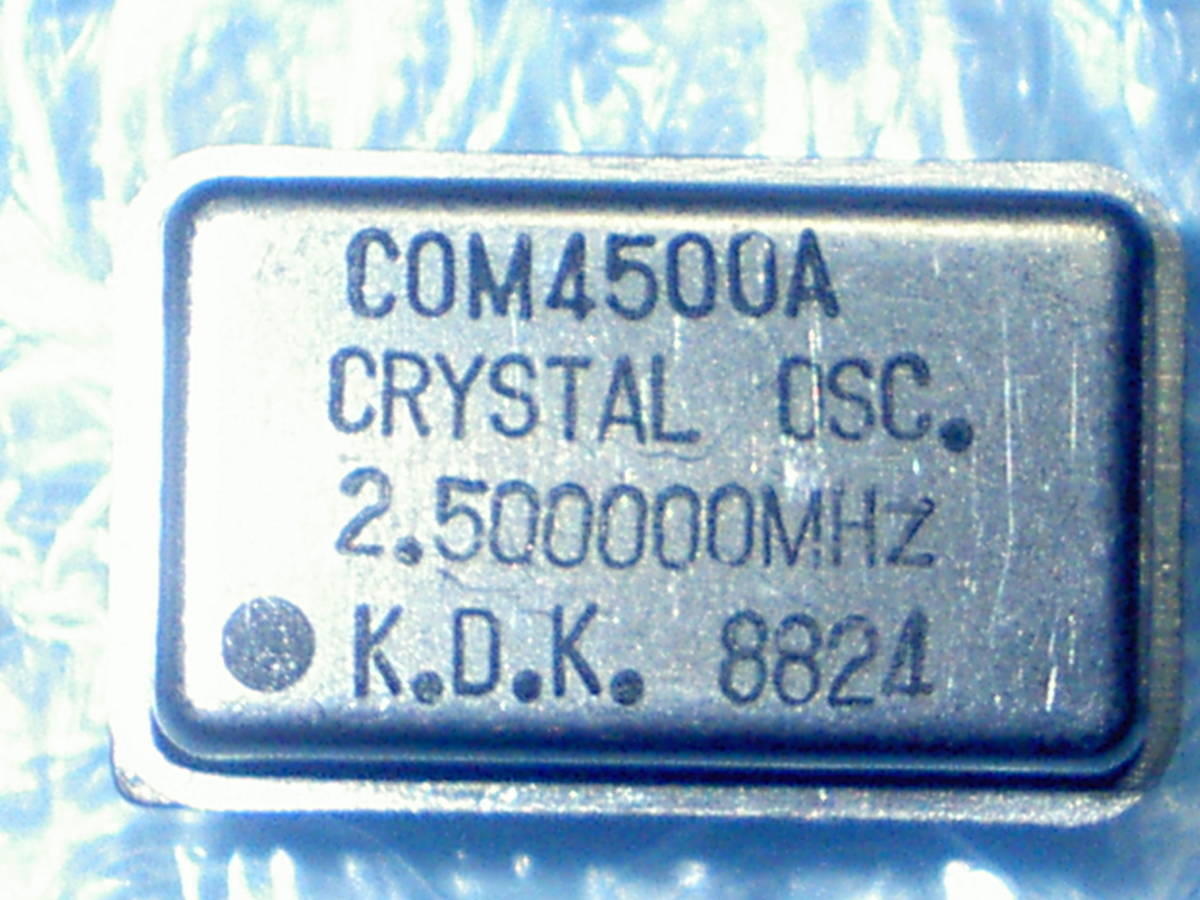 COM4500A
CRYSTAL OSC.
2.500000MHz
K.D.K. 8824